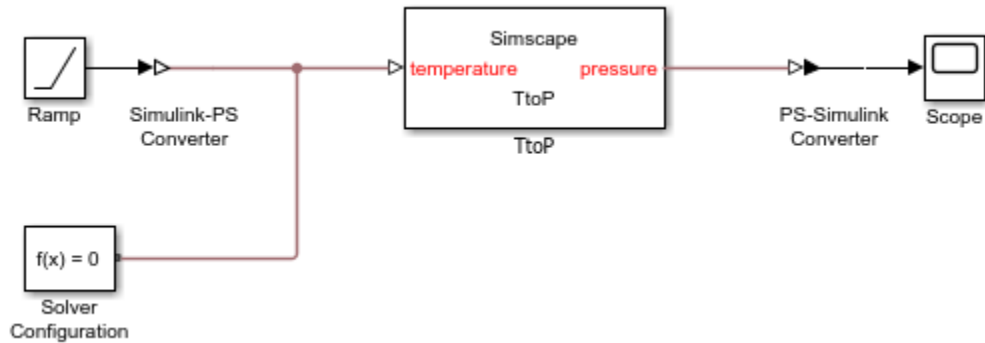 Simscape
temperature
pressure
TtoP
Ramp
Simulink-PS
Converter
TtoP
PS-Simulink
Converter
Scope
f(x) = 0
Solver
Configuration